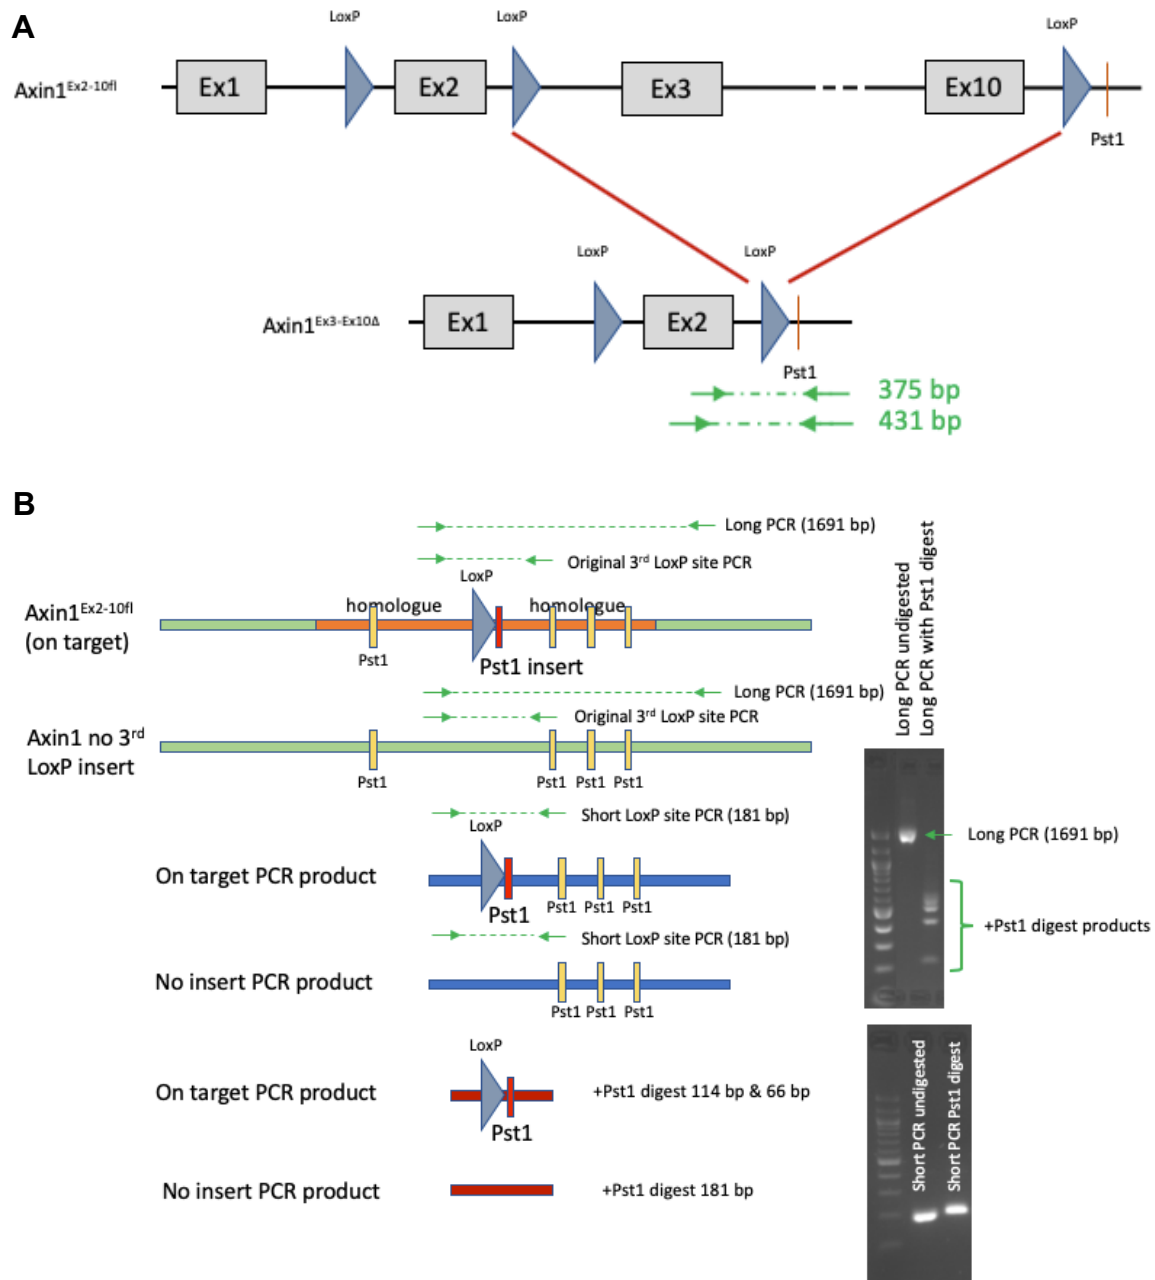 A
LoxP
LoxP
LoxP
Axin1Ex2-10fl
Ex1
Ex2
Ex3
Ex10
Pst1
LoxP
LoxP
Axin1Ex3-Ex10Δ
Ex1
Ex2
Pst1
375 bp
431 bp
B
Long PCR (1691 bp)
Original 3rd LoxP site PCR
LoxP
homologue
homologue
Axin1Ex2-10fl
(on target)
Pst1
Pst1 insert
Long PCR (1691 bp)
Original 3rd LoxP site PCR
Axin1 no 3rd
LoxP insert
Pst1
Pst1
Pst1
Pst1
Short LoxP site PCR (181 bp)
LoxP
On target PCR product
Pst1
Pst1
Pst1
Pst1
Short LoxP site PCR (181 bp)
No insert PCR product
Pst1
Pst1
Pst1
LoxP
On target PCR product
+Pst1 digest 114 bp & 66 bp
Pst1
No insert PCR product
+Pst1 digest 181 bp
Long PCR undigested
Long PCR with Pst1 digest
Long PCR (1691 bp)
+Pst1 digest products
Short PCR undigested
Short PCR Pst1 digest